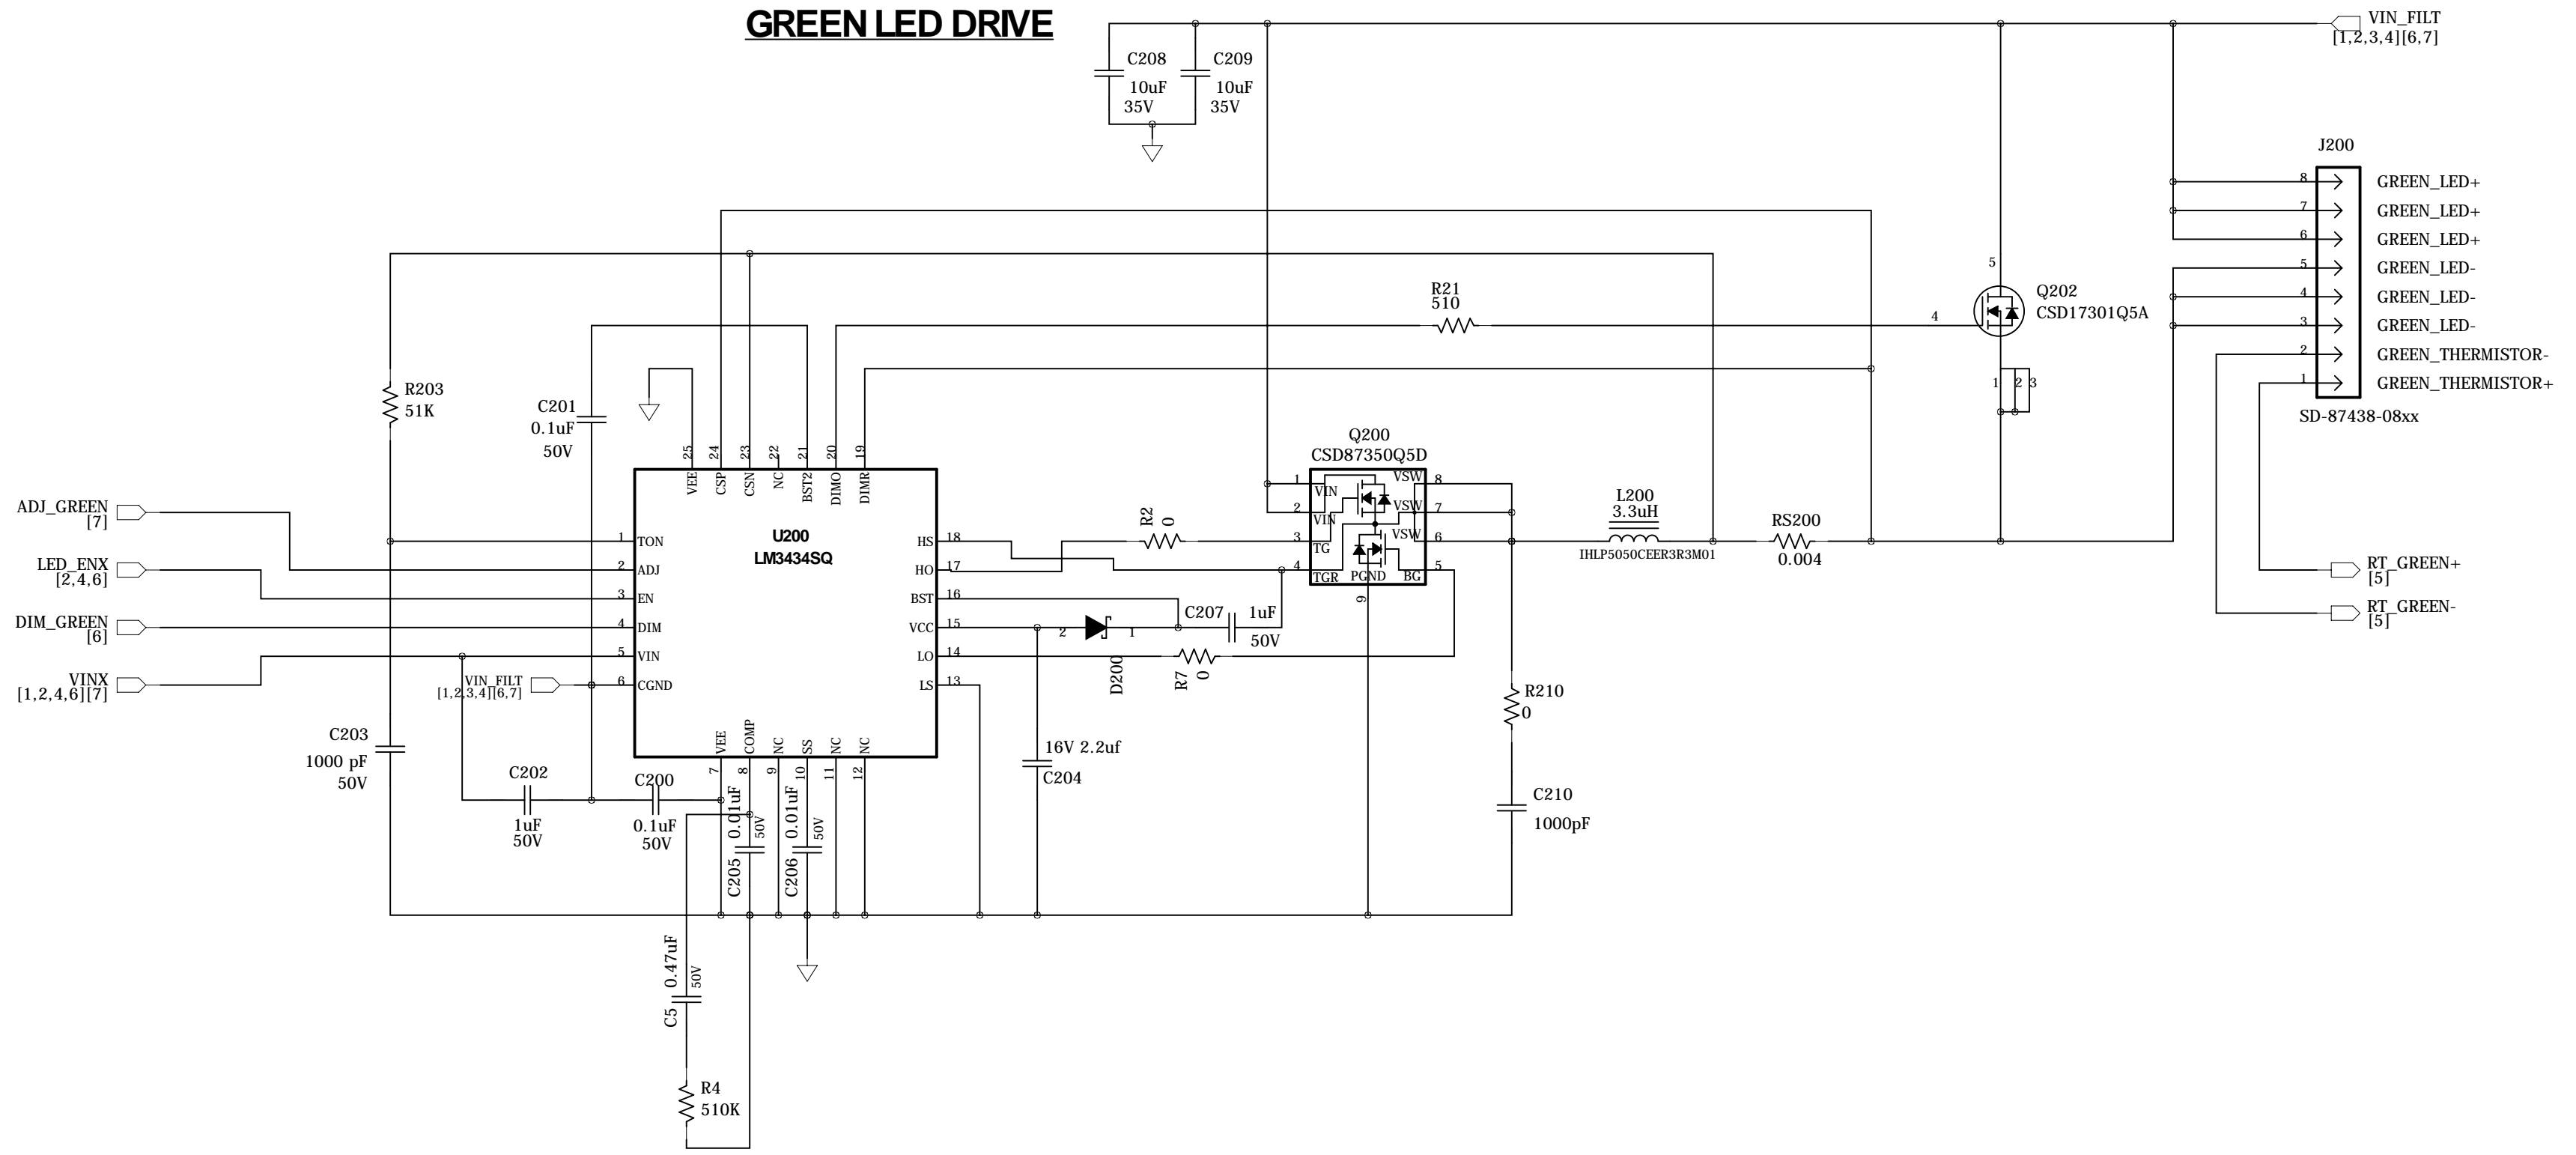 GREEN LED DRIVE
VIN_FILT
[1,2,3,4][6,7]
C208
10uF
35V
C209
10uF
35V
J200
8
GREEN_LED+
7
GREEN_LED+
6
GREEN_LED+
5
GREEN_LED-
4
GREEN_LED-
3
GREEN_LED-
2
GREEN_THERMISTOR-
1
GREEN_THERMISTOR+
SD-87438-08xx
R21
510
5
4
Q202
CSD17301Q5A
1
2
3
R203
51K
C201
0.1uF
50V
25
24
23
22
21
20
19
VEE
CSP
CSN
NC
BST2
DIMO
DIMR
U200
LM3434SQ
ADJ_GREEN
[7]
LED_ENX
[2,4,6]
DIM_GREEN
[6]
VINX
[1,2,4,6][7]
VIN_FILT
[1,2,3,4][6,7]
1
TON
2
ADJ
3
EN
4
DIM
5
VIN
6
CGND
HS
18
HO
17
BST
16
VCC
15
LO
14
LS
13
VEE
COMP
NC
SS
NC
NC
7
8
9
10
11
12
R2
0
Q200
CSD87350Q5D
1
VIN
2
VIN
3
TG
4
TGR
PGND
BG
VSW
8
VSW
7
VSW
6
5
9
L200
3.3uH
IHLP5050CEER3R3M01
RS200
0.004
RT_GREEN+
[5]
RT_GREEN-
[5]
2
1
D200
C207
1uF
50V
R7
0
R210
0
C210
1000pF
16V 2.2uf
C204
C203
1000 pF
50V
C202
1uF
50V
C200
0.1uF
50V
C205
0.01uF
50V
C206
0.01uF
50V
C5
0.47uF
50V
R4
510K